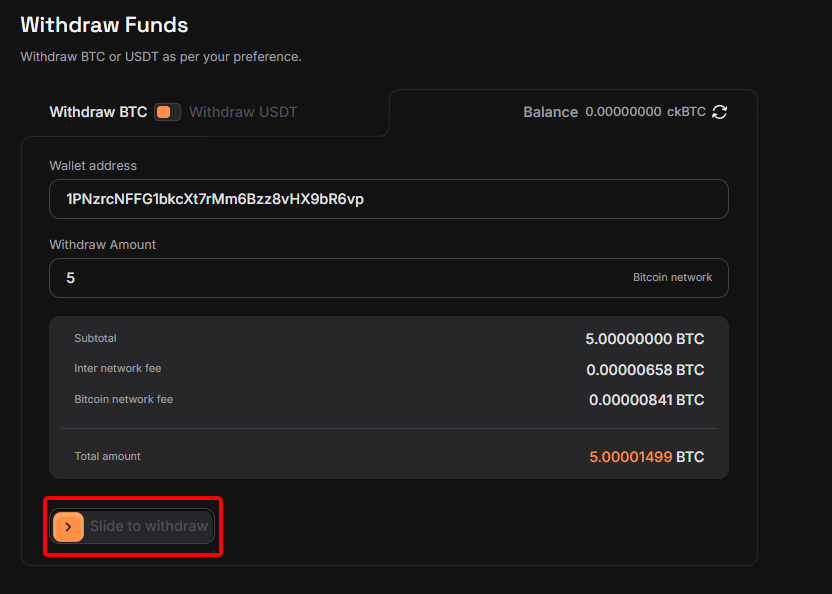 Withdraw Funds
Withdraw BTC or USDT as per your preference.
Withdraw BTC Withdraw USDT
Balance 0.00000000 ckBTC
Wallet address
1PNzrcNFFG1bkcXt7rMm6Bzz8vHX9bR6vp
Withdraw Amount
5 Bitcoin network
Subtotal 5.00000000 BTC
Inter network fee 0.00000658 BTC
Bitcoin network fee 0.00000841 BTC
Total amount 5.00001499 BTC
Slide to withdraw